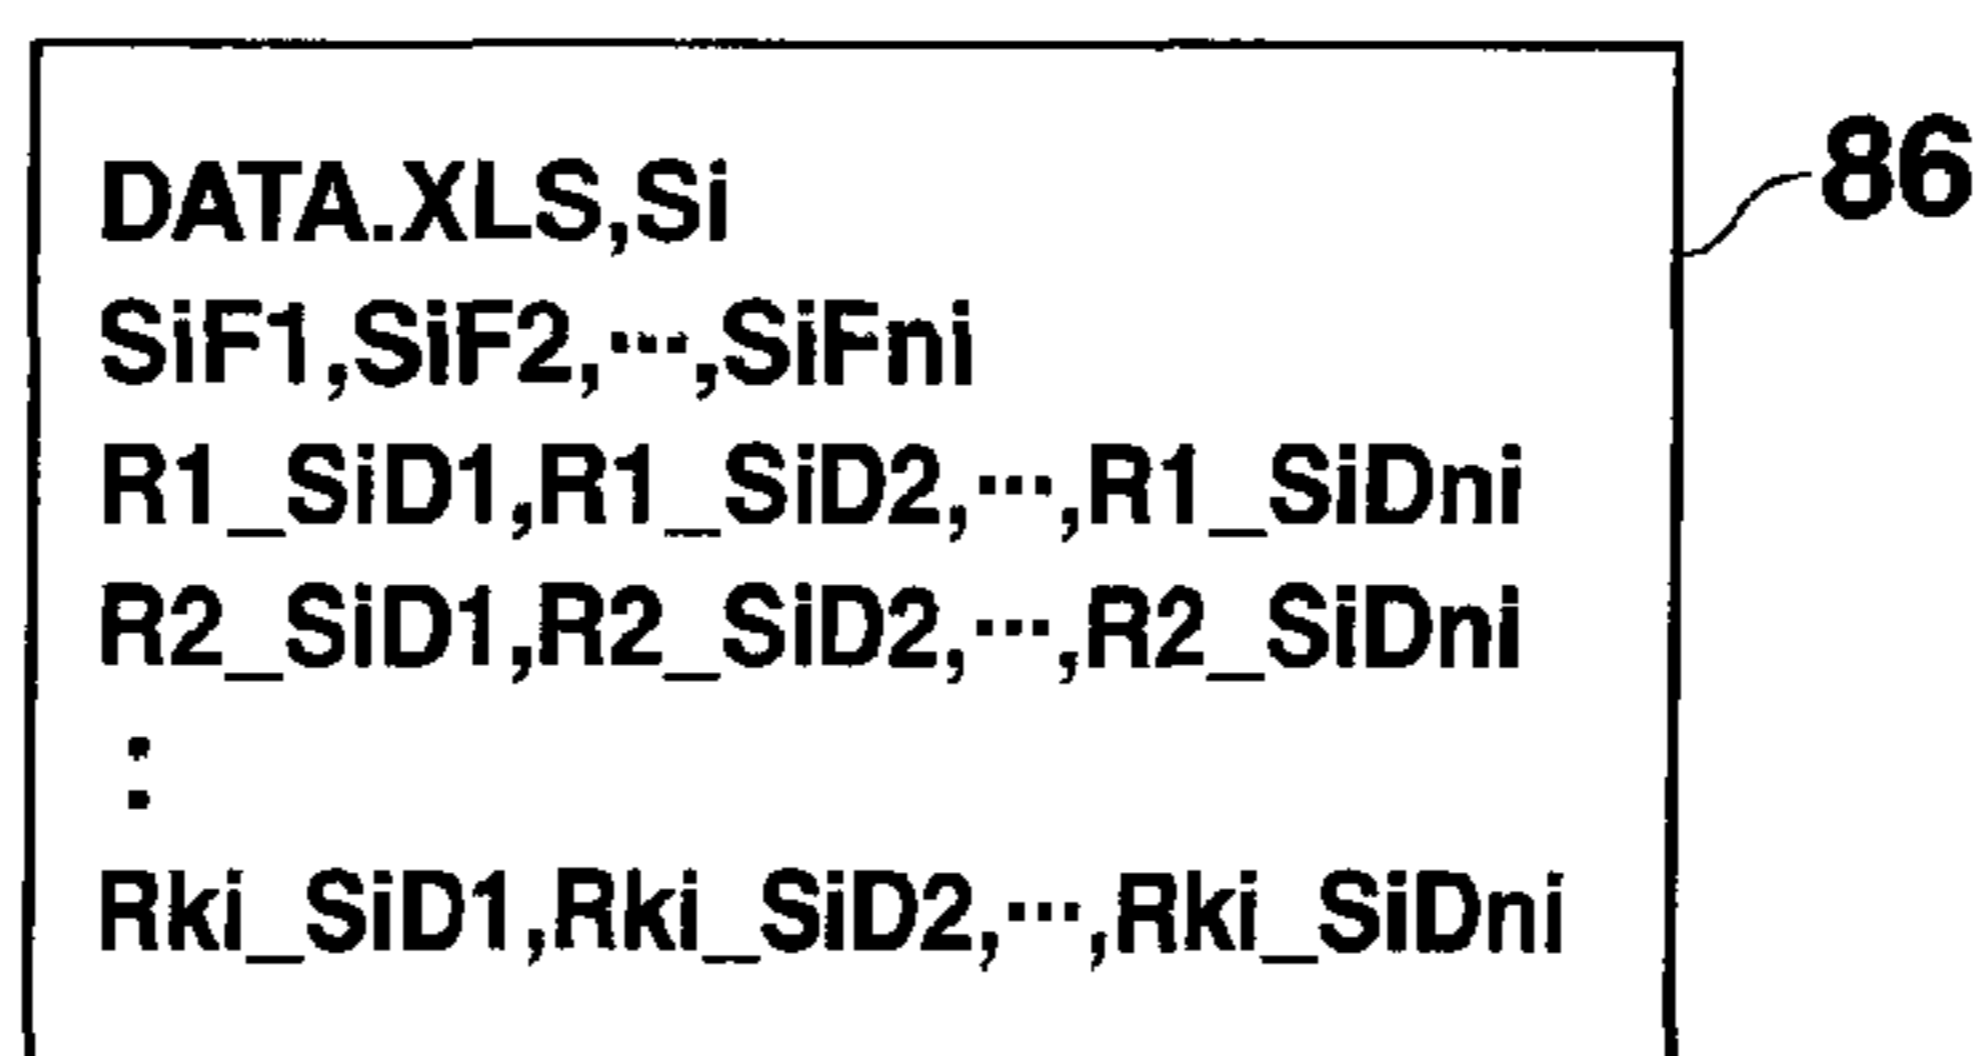 DATA.XLS,Si
86
SiF1,SiF2,···,SiFni
R1_SiD1,R1_SiD2,···,R1_SiDni
R2_SiD1,R2_SiD2,···,R2_SiDni
:
Rki_SiD1,Rki_SiD2,···,Rki_SiDni